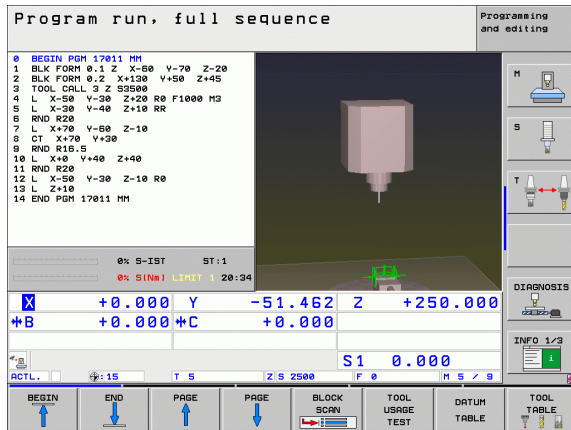 Program run, full sequence
Programming
and editing
0 BEGIN PGM 17011 MM
1 BLK FORM 0.1 Z X-60 Y-70 Z-20
2 BLK FORM 0.2 X+130 Y+50 Z+45
3 TOOL CALL 3 Z S3500
4 L X-50 Y-30 Z+20 R0 F1000 M3
5 L X-30 Y-40 Z+10 RR
6 RND R20
7 L X+70 Y-60 Z-10
8 CT X+70 Y+30
9 RND R16.5
10 L X+0 Y+40 Z+40
11 RND R20
12 L X-50 Y-30 Z-10 R0
13 L Z+10
14 END PGM 17011 MM
0% S-IST ST:1
0% S[Nm] LIMIT 1 20:34
X +0.000 Y -51.462 Z +250.000
B +0.000 C +0.000
S1 0.000
ACTL. : 15 T 5 Z S 2500 F 0 M 5 / 9
M
S
T
DIAGNOSIS
INFO 1/3
i
BEGIN
END
PAGE
PAGE
BLOCK
SCAN
TOOL
USAGE
TEST
DATUM
TABLE
TOOL
TABLE